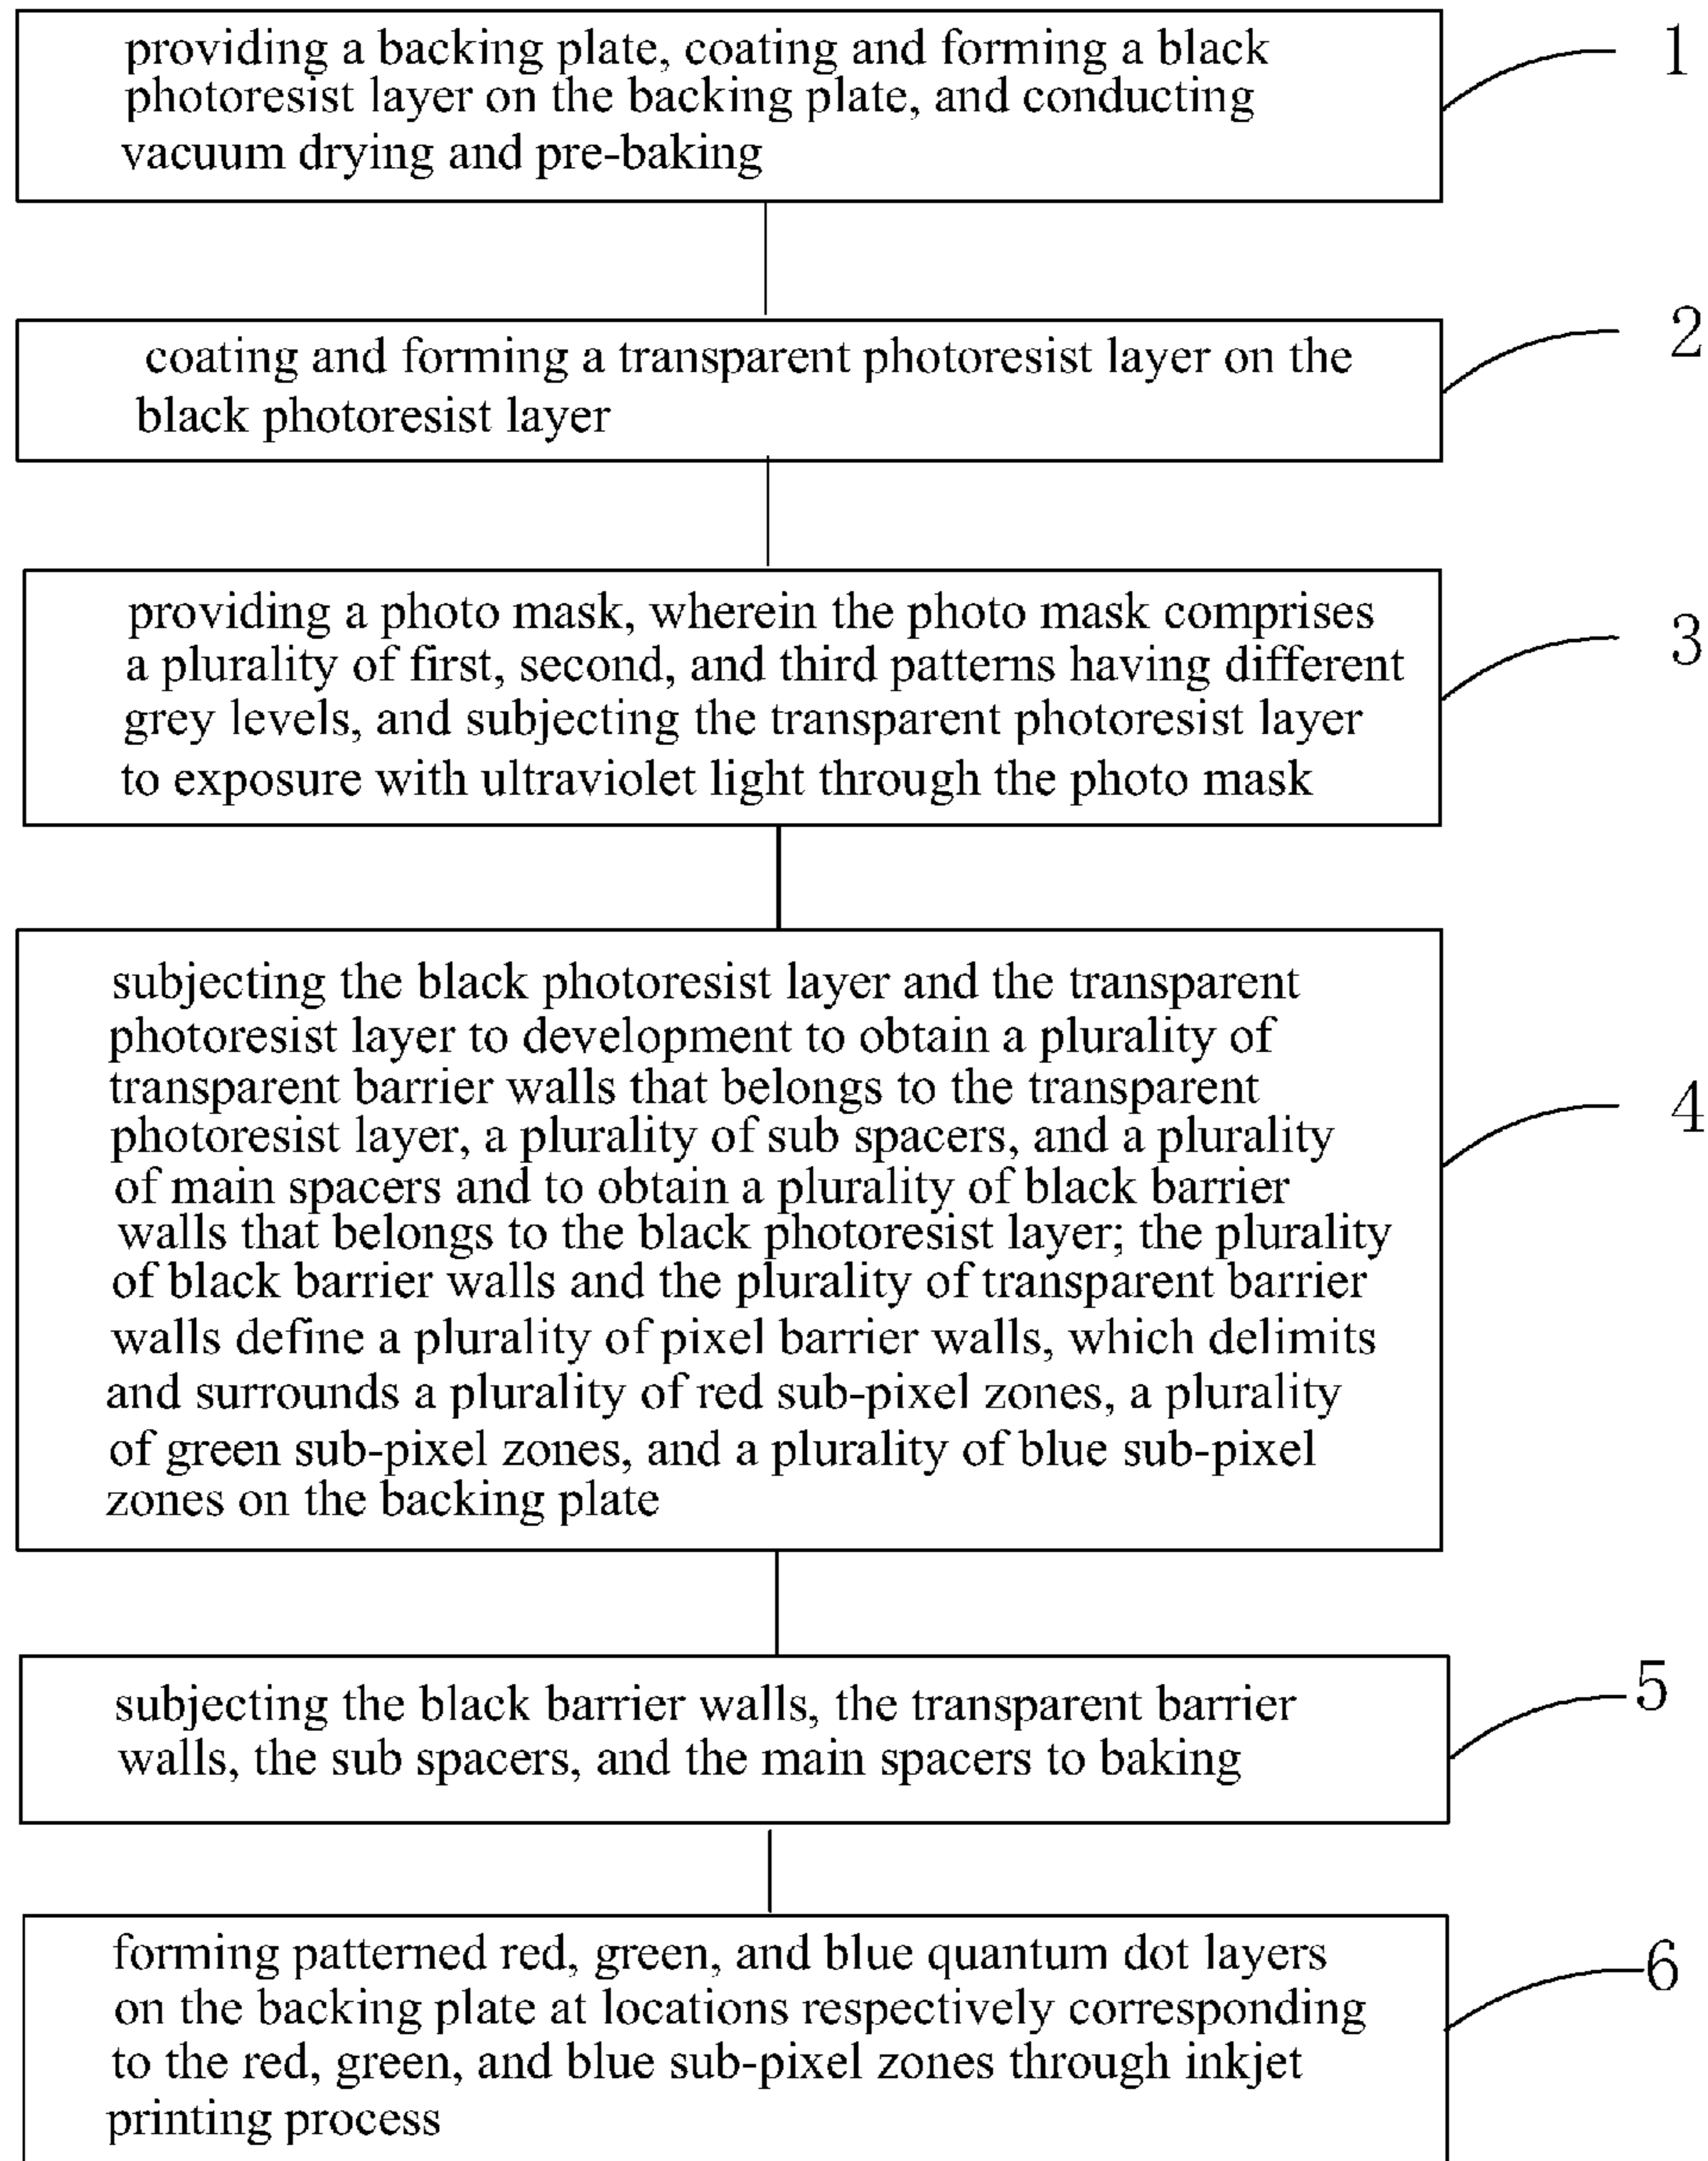 providing a backing plate, coating and forming a black
photoresist layer on the backing plate, and conducting
vacuum drying and pre-baking
1
coating and forming a transparent photoresist layer on the
black photoresist layer
2
providing a photo mask, wherein the photo mask comprises
a plurality of first, second, and third patterns having different
grey levels, and subjecting the transparent photoresist layer
to exposure with ultraviolet light through the photo mask
3
subjecting the black photoresist layer and the transparent
photoresist layer to development to obtain a plurality of
transparent barrier walls that belongs to the transparent
photoresist layer, a plurality of sub spacers, and a plurality
of main spacers and to obtain a plurality of black barrier
walls that belongs to the black photoresist layer; the plurality
of black barrier walls and the plurality of transparent barrier
walls define a plurality of pixel barrier walls, which delimits
and surrounds a plurality of red sub-pixel zones, a plurality
of green sub-pixel zones, and a plurality of blue sub-pixel
zones on the backing plate
4
subjecting the black barrier walls, the transparent barrier
walls, the sub spacers, and the main spacers to baking
5
forming patterned red, green, and blue quantum dot layers
on the backing plate at locations respectively corresponding
to the red, green, and blue sub-pixel zones through inkjet
printing process
6